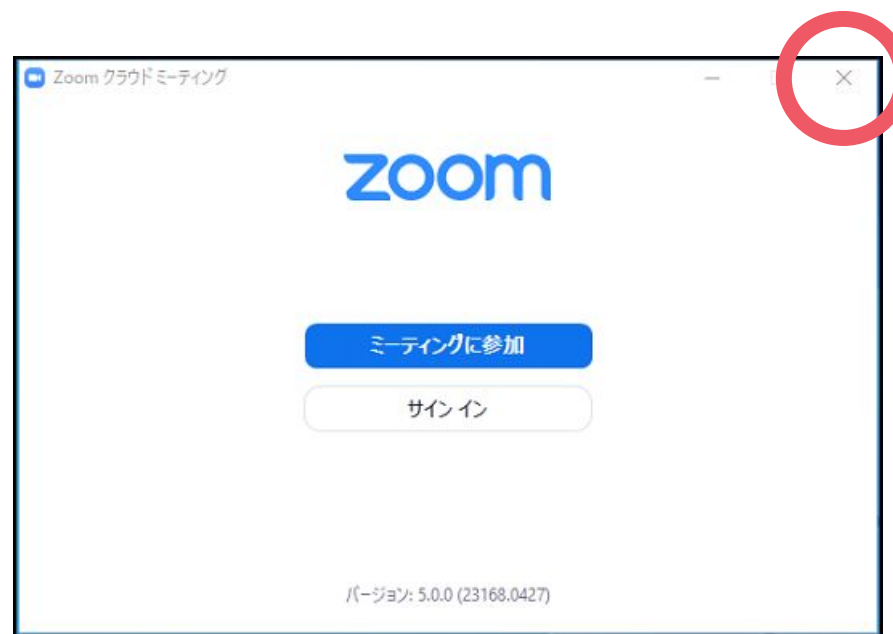 Zoom クラウド ミーティング
zoom
ミーティングに参加
サイン イン
バージョン: 5.0.0 (23168.0427)